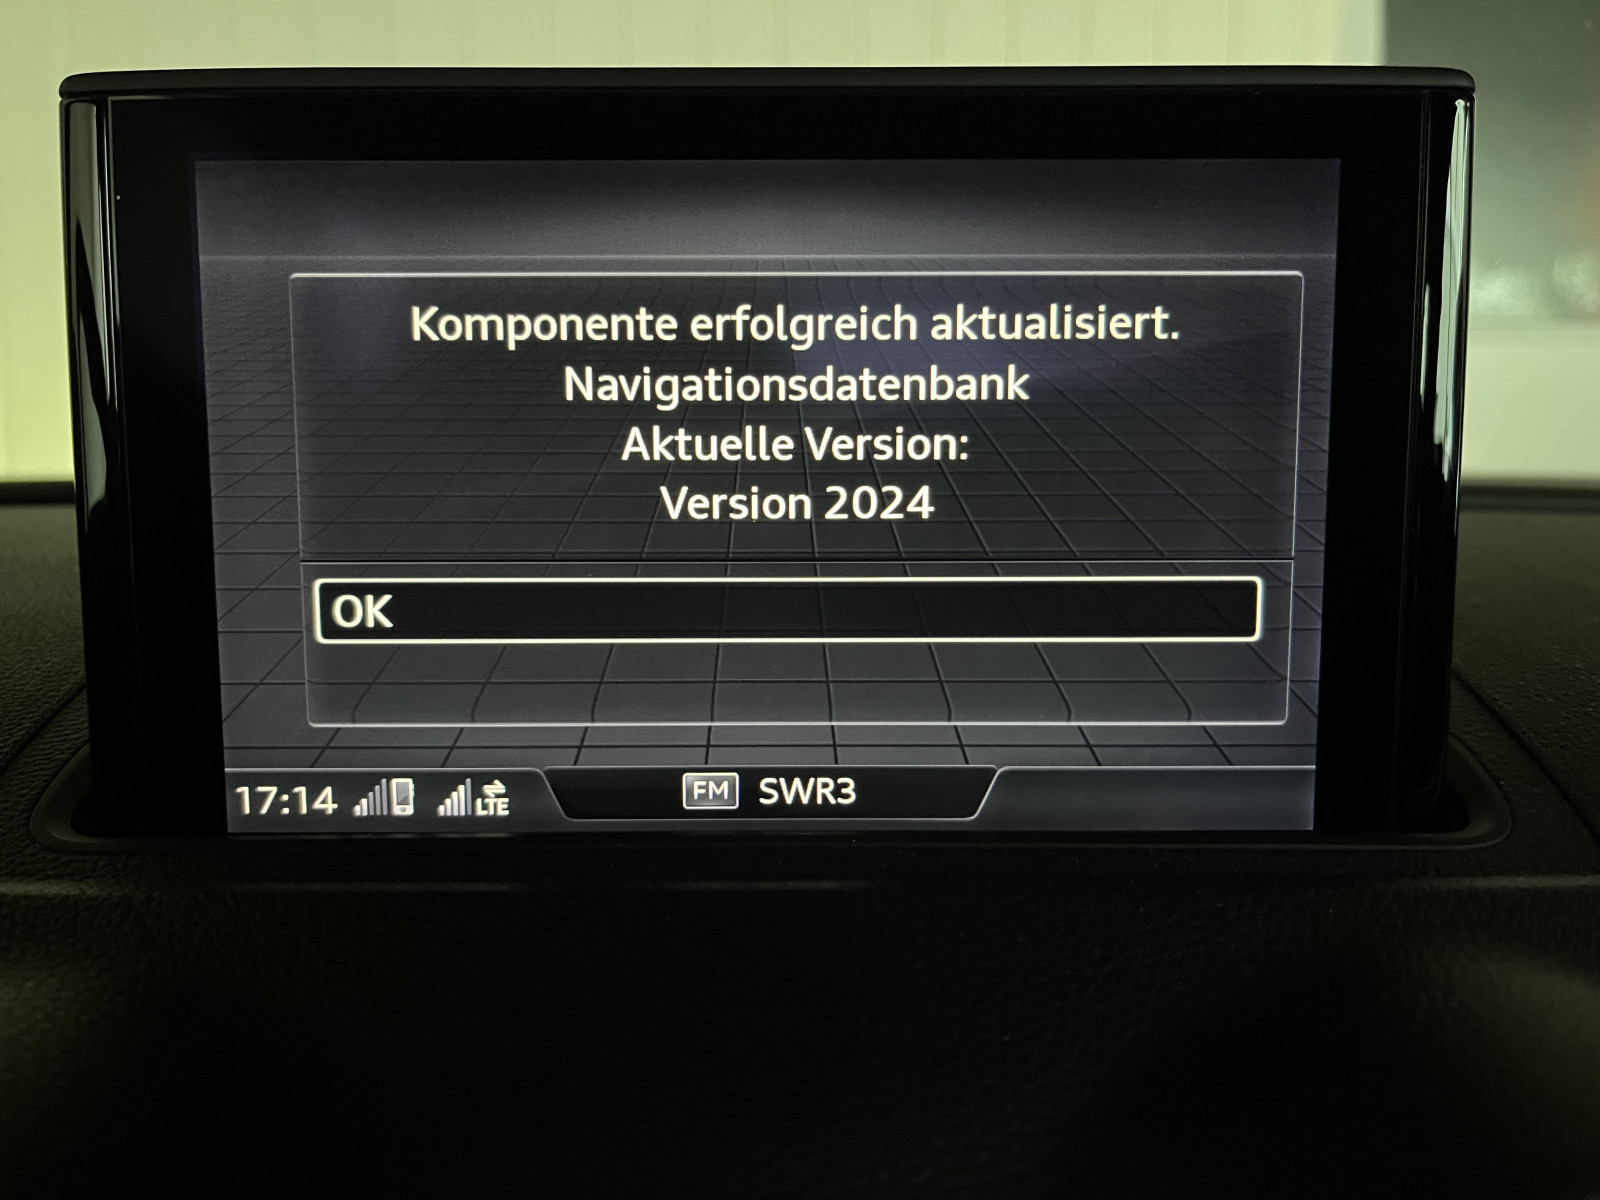 Komponente erfolgreich aktualisiert.
Navigationsdatenbank
Aktuelle Version:
Version 2024
OK
17:14 LTE FM SWR3